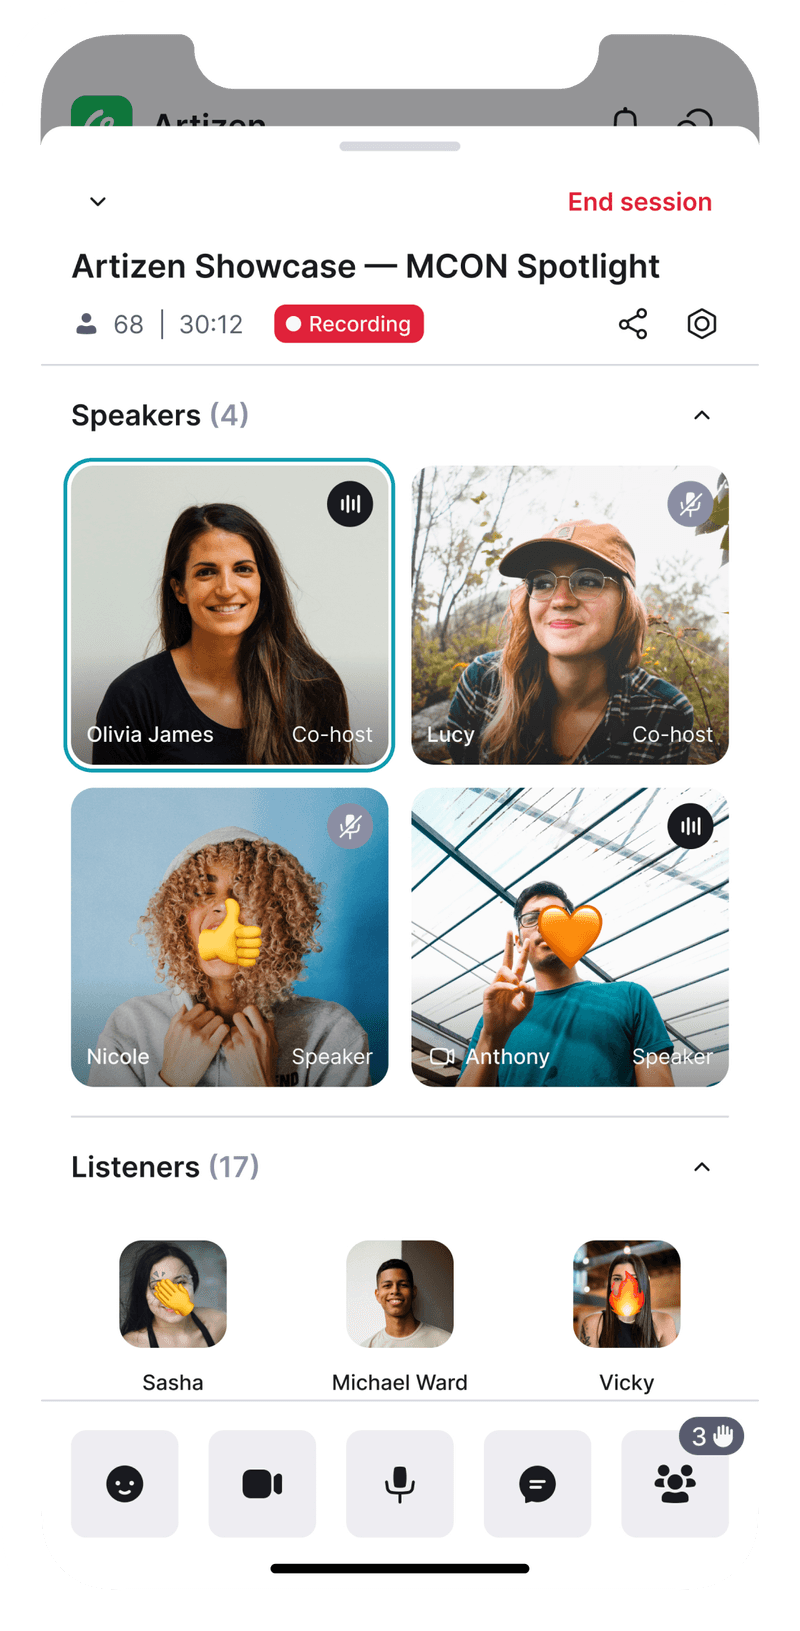 Artizen
End session
Artizen Showcase — MCON Spotlight
68 | 30:12 Recording
Speakers (4)
Olivia James Co-host
Lucy Co-host
Nicole Speaker
Anthony Speaker
Listeners (17)
Sasha Michael Ward Vicky
3